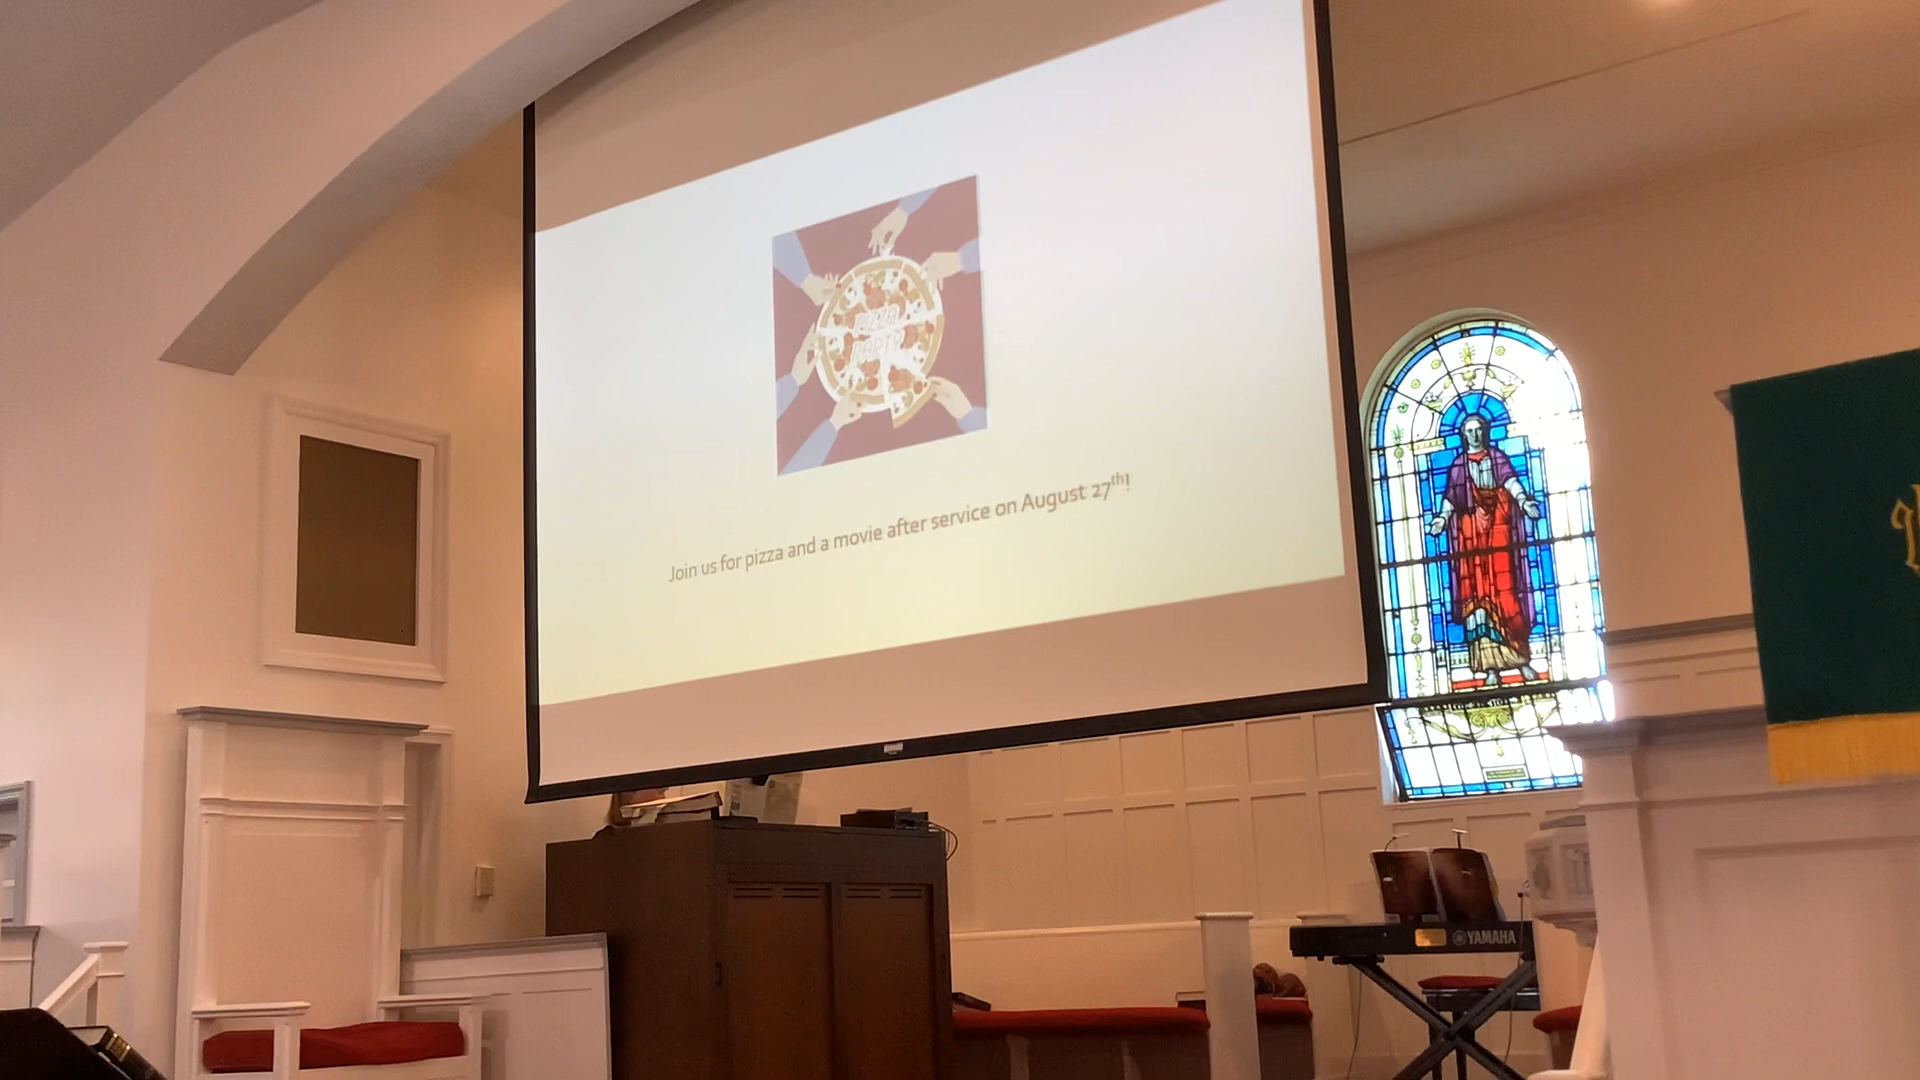 PIZZA
PARTY
Join us for pizza and a movie after service on August 27th!
YAMAHA